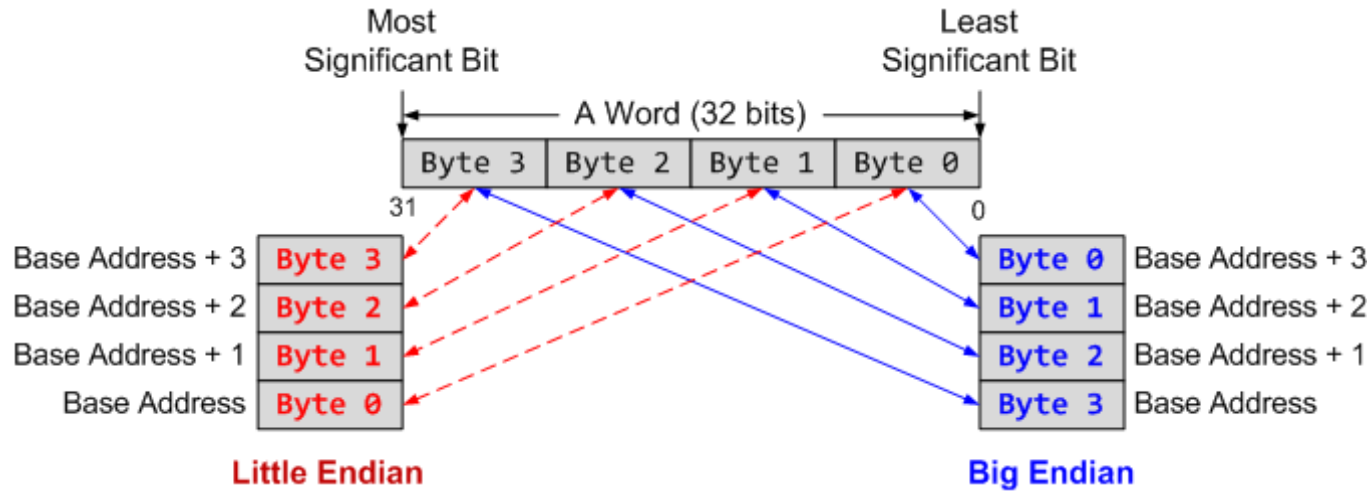 Most
Significant Bit
Least
Significant Bit
A Word (32 bits)
Byte 3 Byte 2 Byte 1 Byte 0
31 0
Base Address + 3 Byte 3 Byte 0 Base Address + 3
Base Address + 2 Byte 2 Byte 1 Base Address + 2
Base Address + 1 Byte 1 Byte 2 Base Address + 1
Base Address Byte 0 Byte 3 Base Address
Little Endian Big Endian